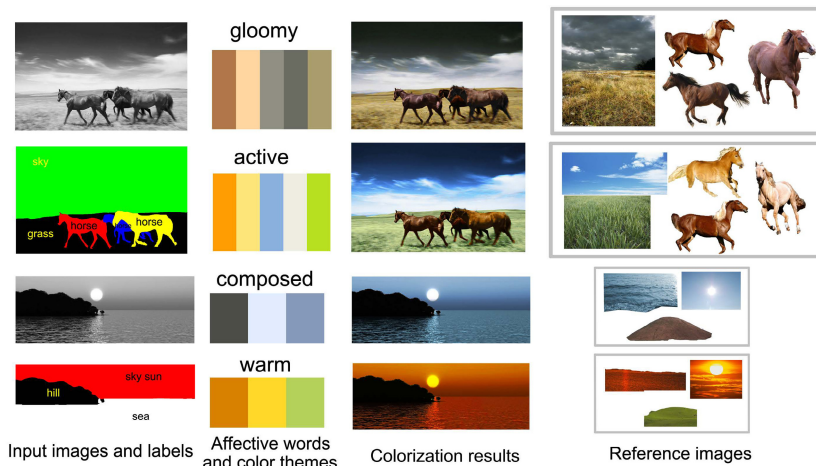 gloomy
active
sky
horse
horse
grass
composed
warm
sky sun
hill
sea
Input images and labels
Affective words
and color themes
Colorization results
Reference images